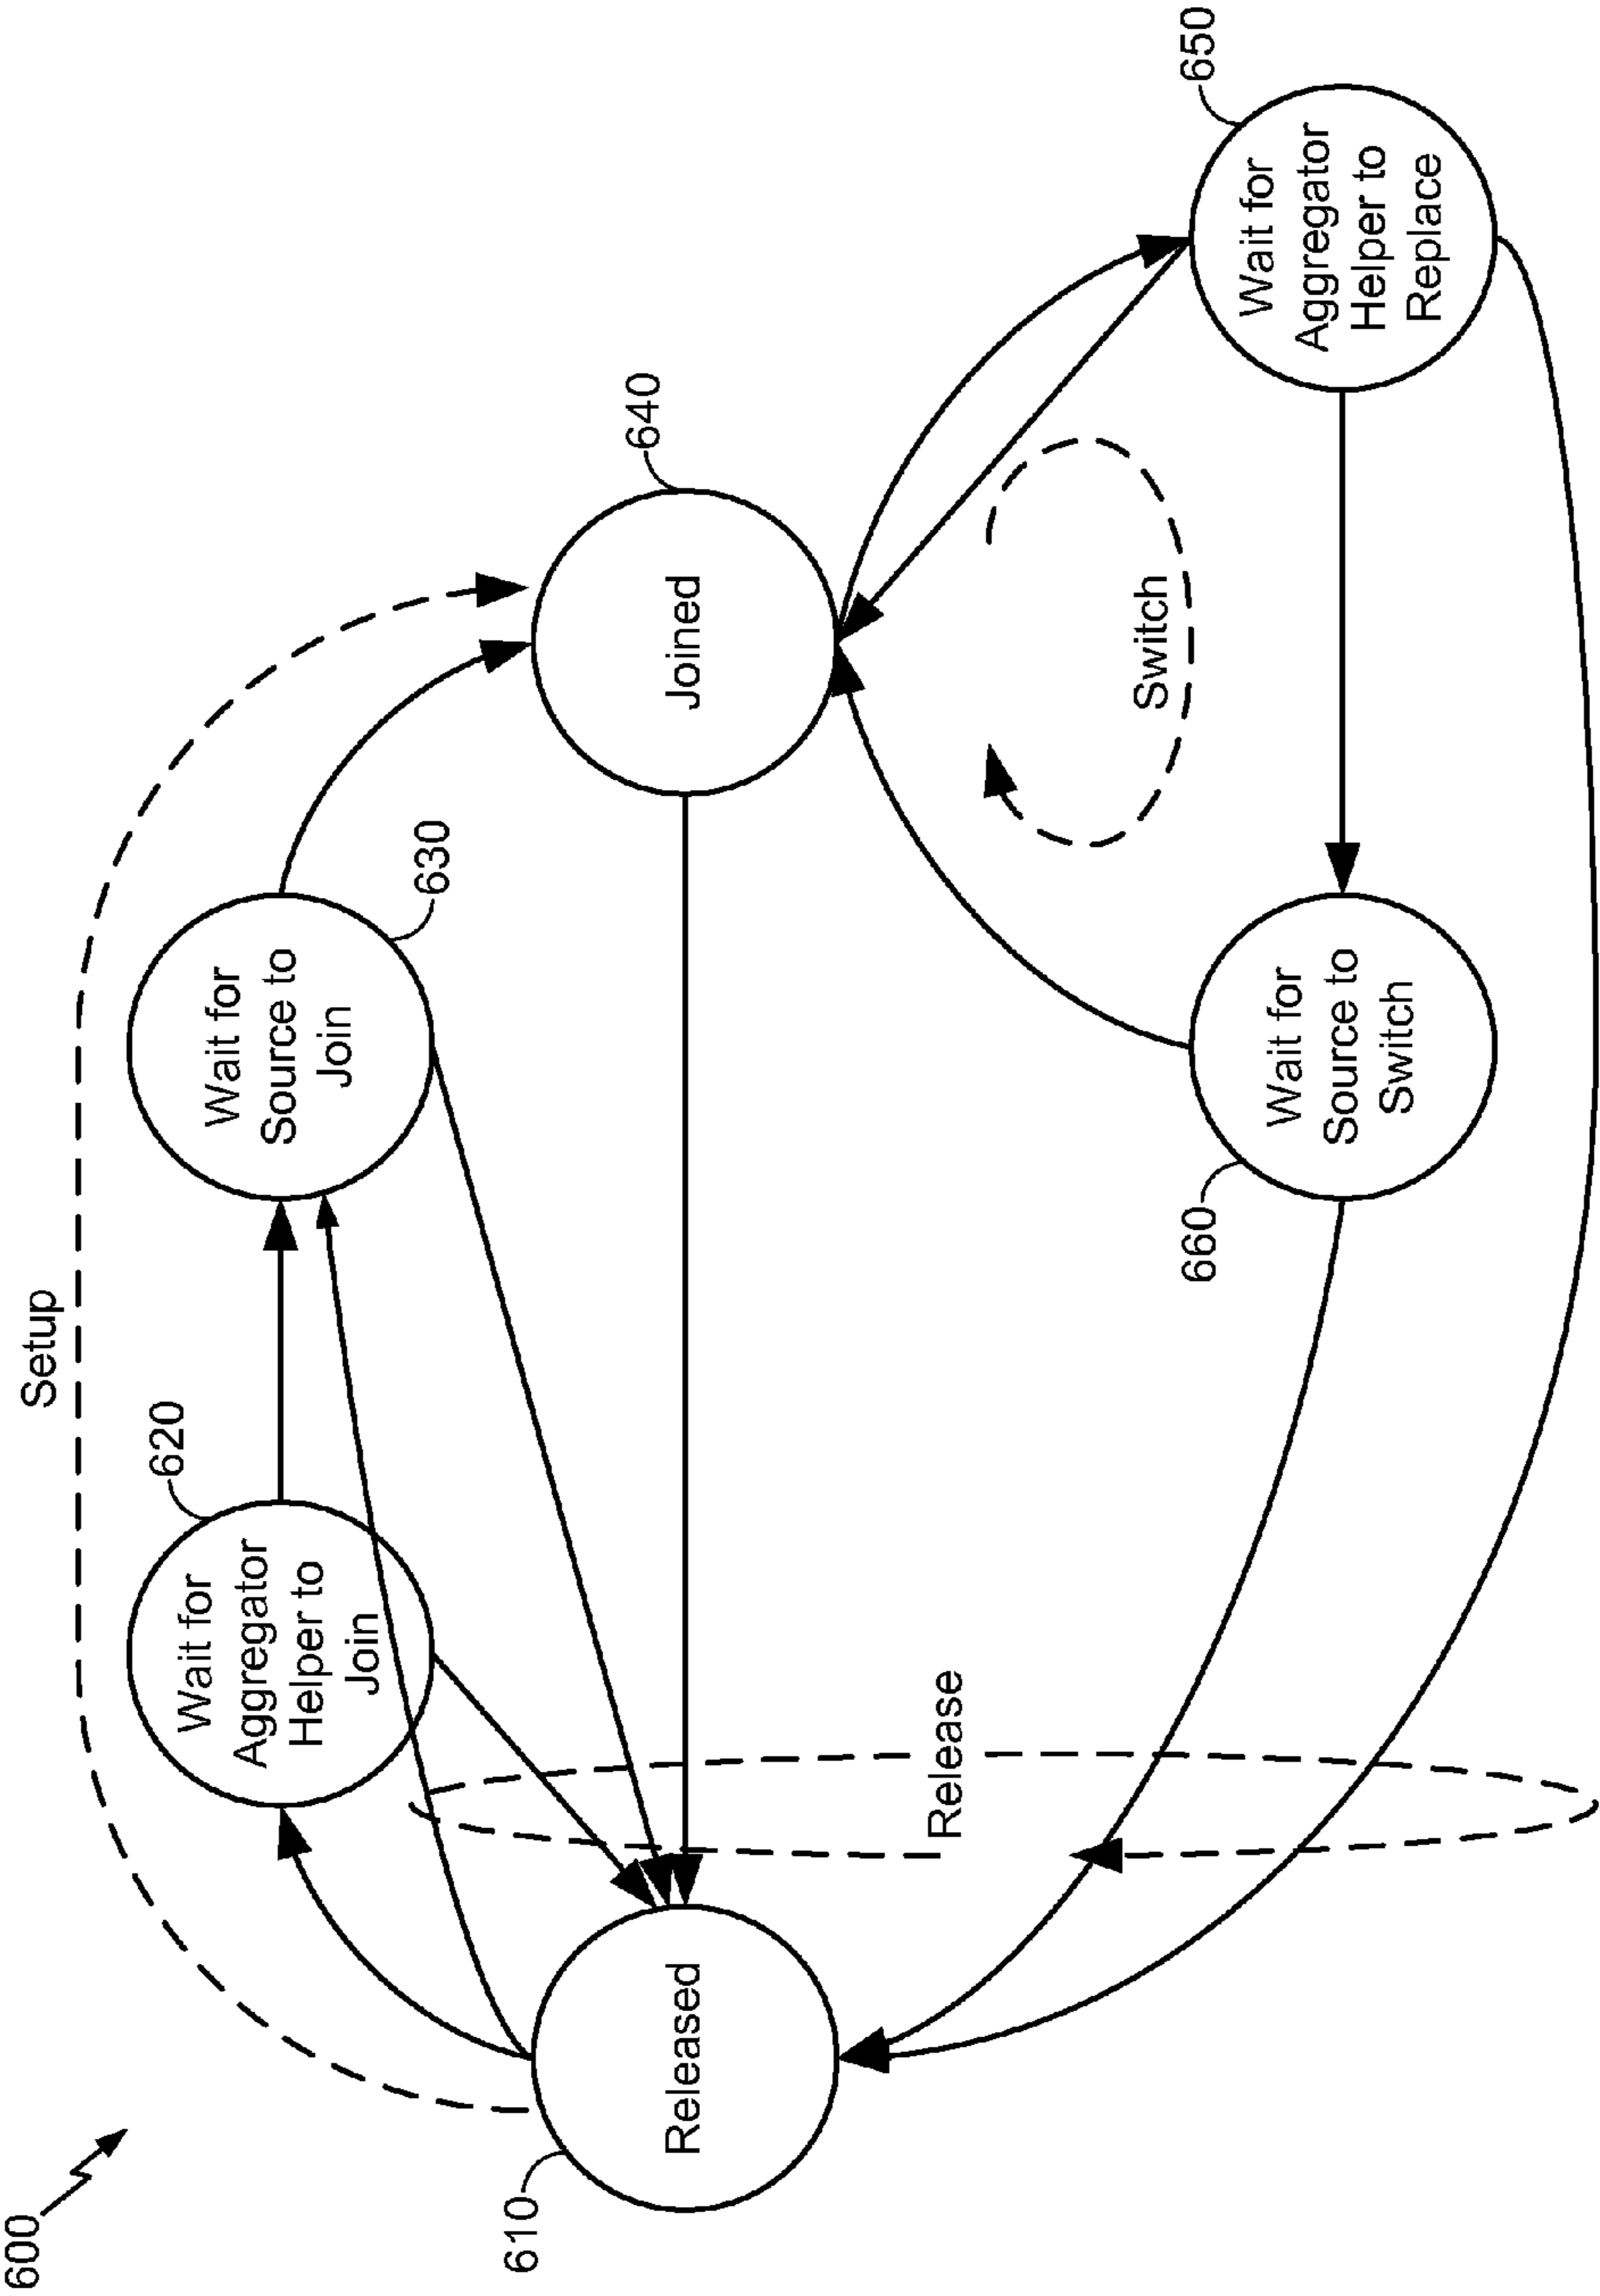 600
Setup
620
Wait for
Aggregator
Helper to
Join
Wait for
Source to
Join
630
640
610
Released
Joined
Release
Switch
660
Wait for
Source to
Switch
650
Wait for
Aggregator
Helper to
Replace